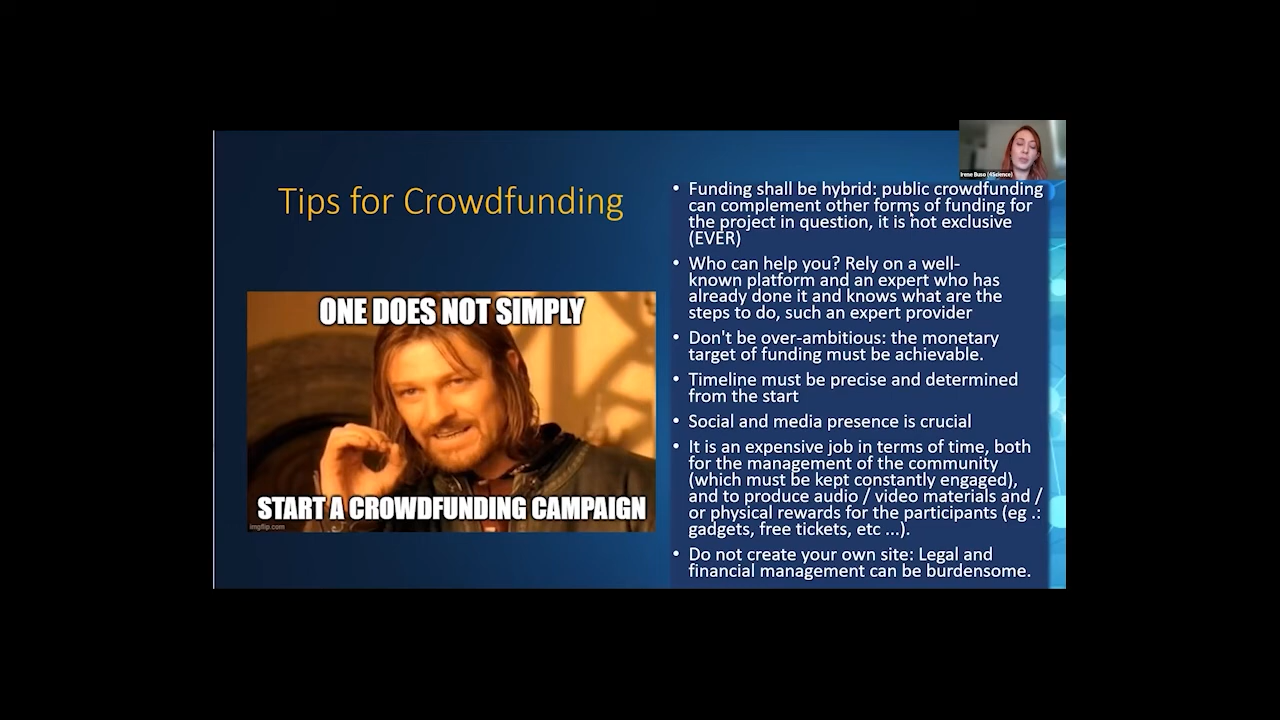 Irene Buso (4Science)
Tips for Crowdfunding
ONE DOES NOT SIMPLY
START A CROWDFUNDING CAMPAIGN
imgflip.com
• Funding shall be hybrid: public crowdfunding
can complement other forms of funding for
the project in question, it is not exclusive
(EVER)
• Who can help you? Rely on a well-
known platform and an expert who has
already done it and knows what are the
steps to do, such an expert provider
• Don't be over-ambitious: the monetary
target of funding must be achievable.
• Timeline must be precise and determined
from the start
• Social and media presence is crucial
• It is an expensive job in terms of time, both
for the management of the community
(which must be kept constantly engaged),
and to produce audio / video materials and /
or physical rewards for the participants (eg .:
gadgets, free tickets, etc ...).
• Do not create your own site: Legal and
financial management can be burdensome.